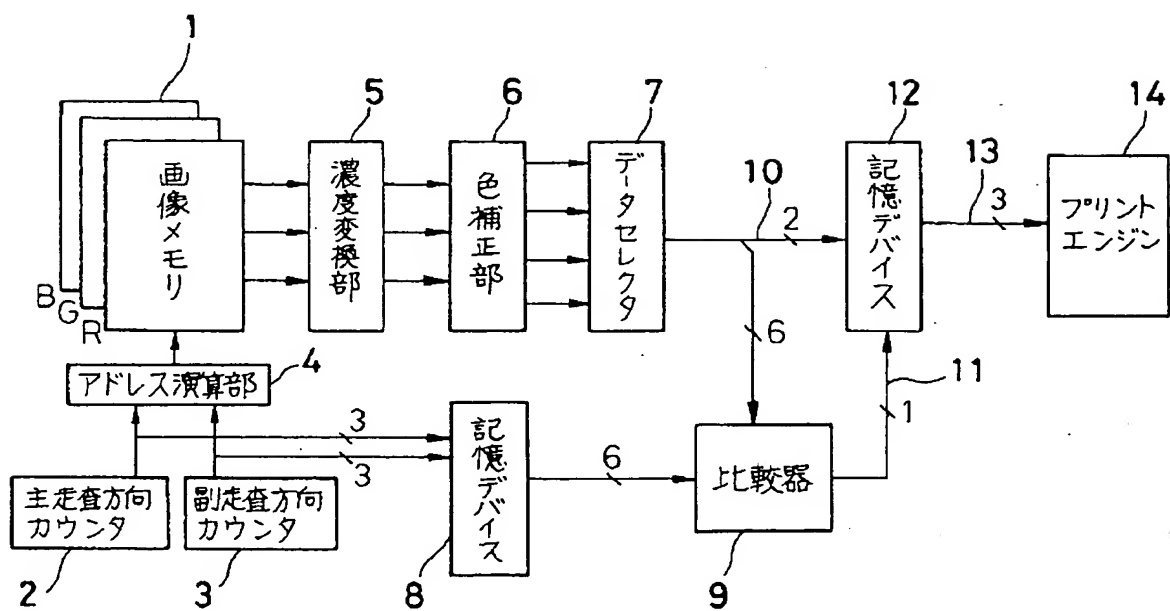 1
5
6
7
12
14
画像メモリ
B
G
R
濃度変換部
色補正部
データセレクタ
10
2
記憶デバイス
13
3
プリント
エンジン
6
11
1
アドレス演算部
4
3
3
記憶デバイス
6
比較器
主走査方向
カウンタ
副走査方向
カウンタ
2
3
8
9